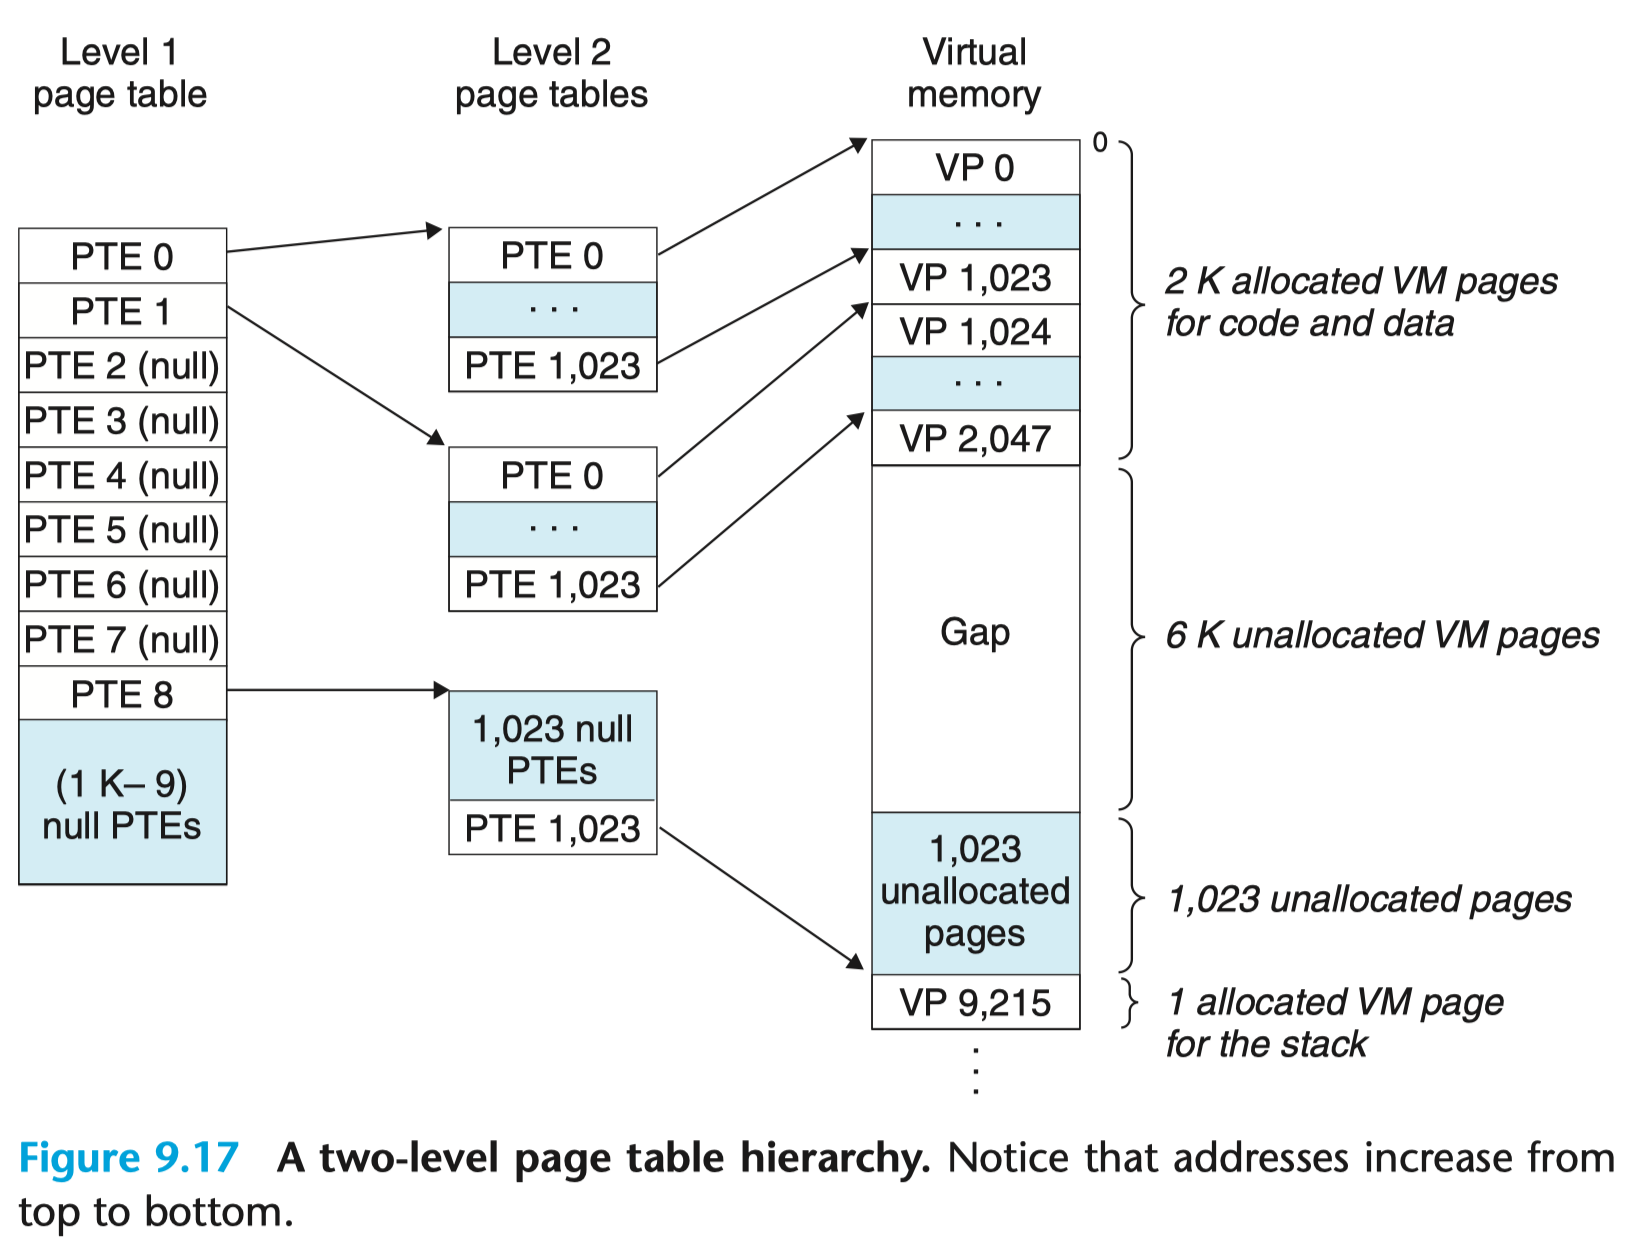 Level 1
page table
Level 2
page tables
Virtual
memory
PTE 0
PTE 1
PTE 2 (null)
PTE 3 (null)
PTE 4 (null)
PTE 5 (null)
PTE 6 (null)
PTE 7 (null)
PTE 8
(1 K– 9)
null PTEs
PTE 0
. . .
PTE 1,023
PTE 0
. . .
PTE 1,023
1,023 null
PTEs
PTE 1,023
0
VP 0
. . .
VP 1,023
VP 1,024
. . .
VP 2,047
Gap
1,023
unallocated
pages
VP 9,215
.
.
.
2 K allocated VM pages
for code and data
6 K unallocated VM pages
1,023 unallocated pages
1 allocated VM page
for the stack
Figure 9.17 A two-level page table hierarchy. Notice that addresses increase from
top to bottom.